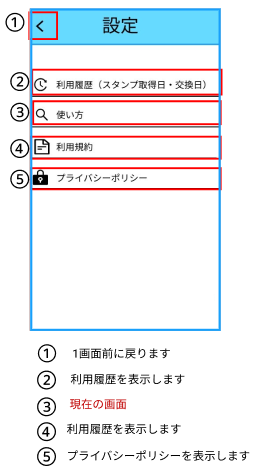 ① 設定
② 利用履歴（スタンプ取得日・交換日）
③ 使い方
④ 利用規約
⑤ プライバシーポリシー
① 1画面前に戻ります
② 利用履歴を表示します
③ 現在の画面
④ 利用履歴を表示します
⑤ プライバシーポリシーを表示します